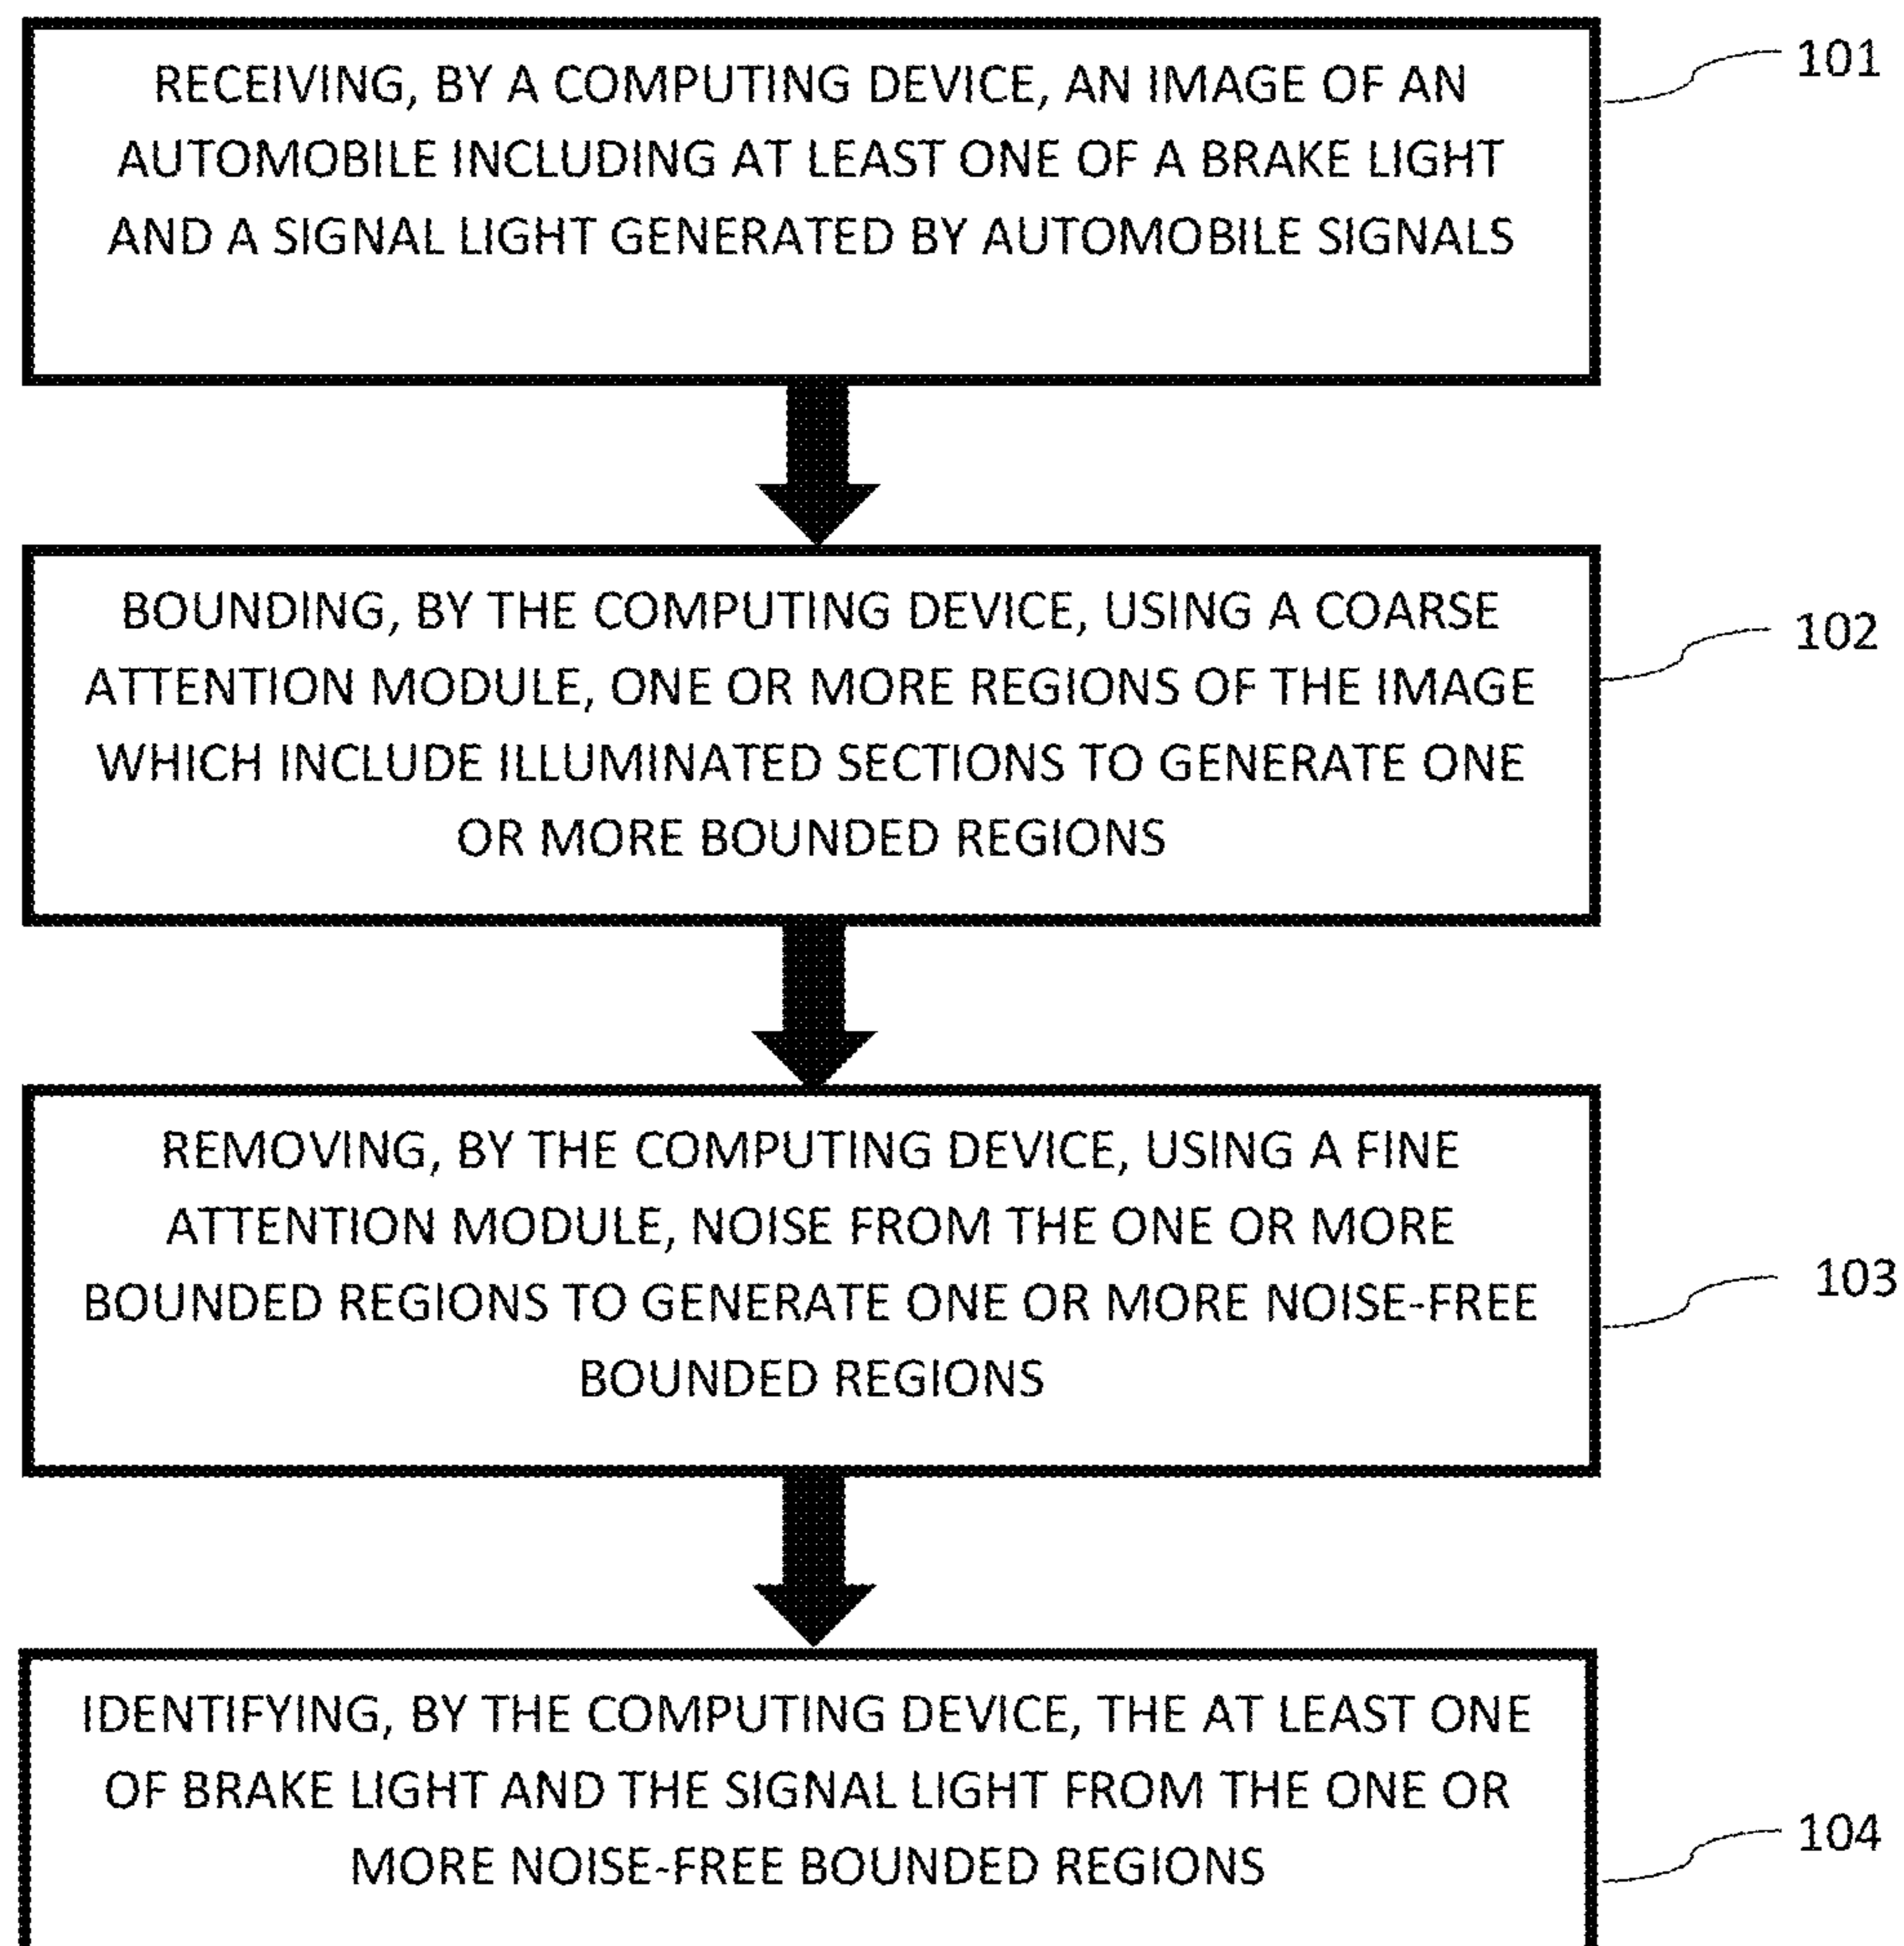 RECEIVING, BY A COMPUTING DEVICE, AN IMAGE OF AN
AUTOMOBILE INCLUDING AT LEAST ONE OF A BRAKE LIGHT
AND A SIGNAL LIGHT GENERATED BY AUTOMOBILE SIGNALS
101
BOUNDING, BY THE COMPUTING DEVICE, USING A COARSE
ATTENTION MODULE, ONE OR MORE REGIONS OF THE IMAGE
WHICH INCLUDE ILLUMINATED SECTIONS TO GENERATE ONE
OR MORE BOUNDED REGIONS
102
REMOVING, BY THE COMPUTING DEVICE, USING A FINE
ATTENTION MODULE, NOISE FROM THE ONE OR MORE
BOUNDED REGIONS TO GENERATE ONE OR MORE NOISE-FREE
BOUNDED REGIONS
103
IDENTIFYING, BY THE COMPUTING DEVICE, THE AT LEAST ONE
OF BRAKE LIGHT AND THE SIGNAL LIGHT FROM THE ONE OR
MORE NOISE-FREE BOUNDED REGIONS
104